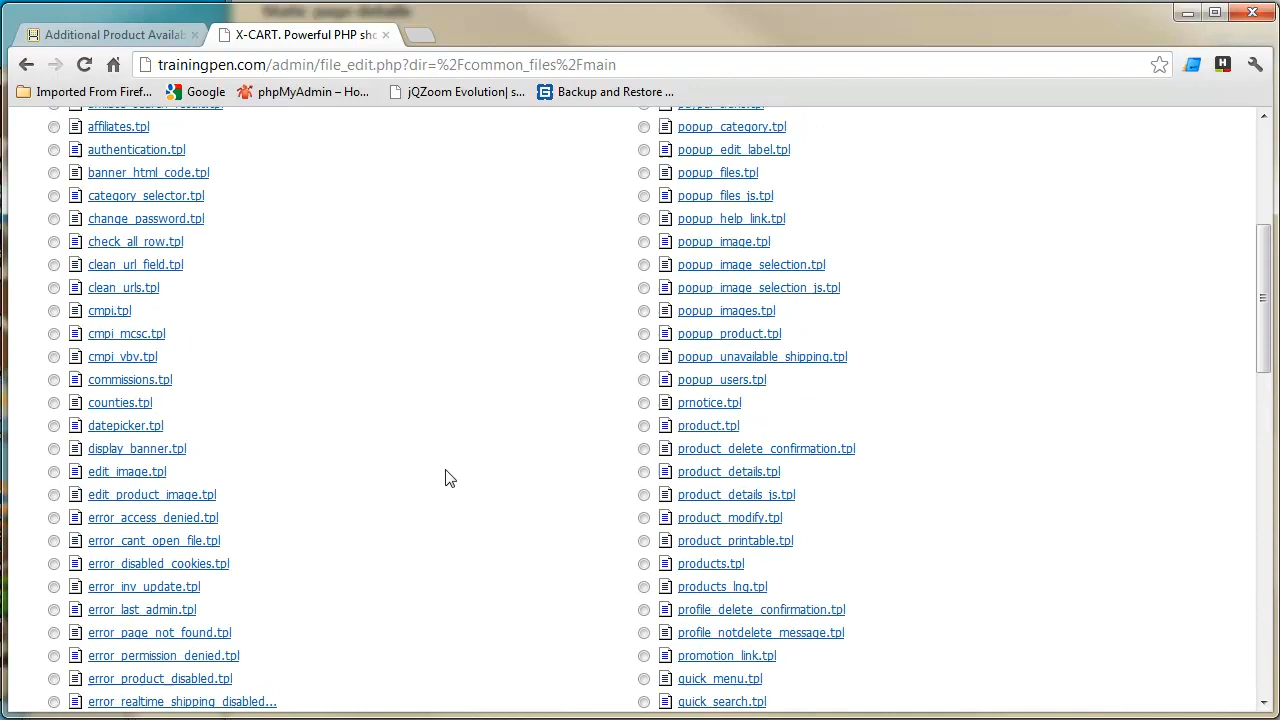 Static page details
Additional Product Availab
X-CART. Powerful PHP sho
trainingpen.com/admin/file_edit.php?dir=%2Fcommon_files%2Fmain
Imported From Firef...
Google
phpMyAdmin – Ho...
jQZoom Evolution| s...
Backup and Restore ...
affiliates.tpl
authentication.tpl
banner_html_code.tpl
category_selector.tpl
change_password.tpl
check_all_row.tpl
clean_url_field.tpl
clean_urls.tpl
cmpi.tpl
cmpi_mcsc.tpl
cmpi_vbv.tpl
commissions.tpl
counties.tpl
datepicker.tpl
display_banner.tpl
edit_image.tpl
edit_product_image.tpl
error_access_denied.tpl
error_cant_open_file.tpl
error_disabled_cookies.tpl
error_inv_update.tpl
error_last_admin.tpl
error_page_not_found.tpl
error_permission_denied.tpl
error_product_disabled.tpl
error_realtime_shipping_disabled...
popup_category.tpl
popup_edit_label.tpl
popup_files.tpl
popup_files_js.tpl
popup_help_link.tpl
popup_image.tpl
popup_image_selection.tpl
popup_image_selection_js.tpl
popup_images.tpl
popup_product.tpl
popup_unavailable_shipping.tpl
popup_users.tpl
prnotice.tpl
product.tpl
product_delete_confirmation.tpl
product_details.tpl
product_details_js.tpl
product_modify.tpl
product_printable.tpl
products.tpl
products_lng.tpl
profile_delete_confirmation.tpl
profile_notdelete_message.tpl
promotion_link.tpl
quick_menu.tpl
quick_search.tpl